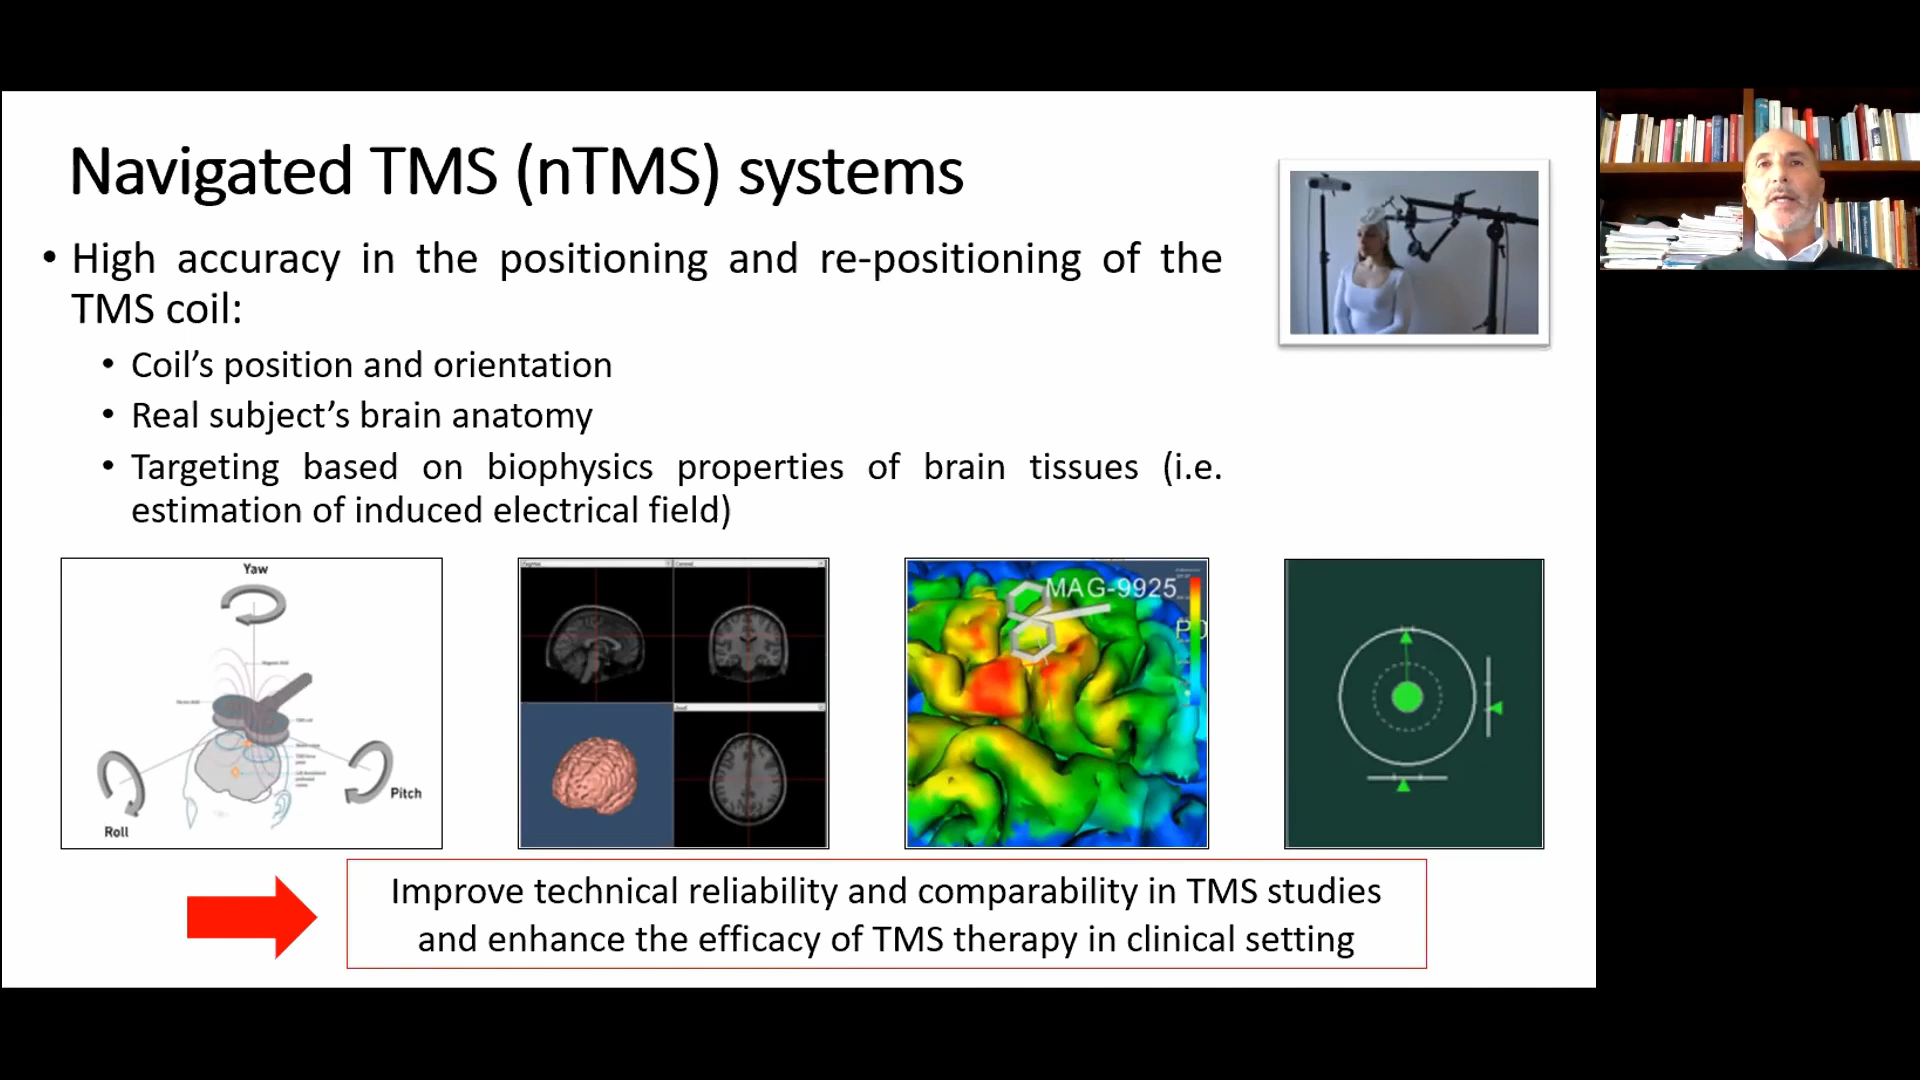 Navigated TMS (nTMS) systems
• High accuracy in the positioning and re-positioning of the
TMS coil:
• Coil’s position and orientation
• Real subject’s brain anatomy
• Targeting based on biophysics properties of brain tissues (i.e.
estimation of induced electrical field)
Yaw
Roll
Pitch
MAG-9925
Improve technical reliability and comparability in TMS studies
and enhance the efficacy of TMS therapy in clinical setting